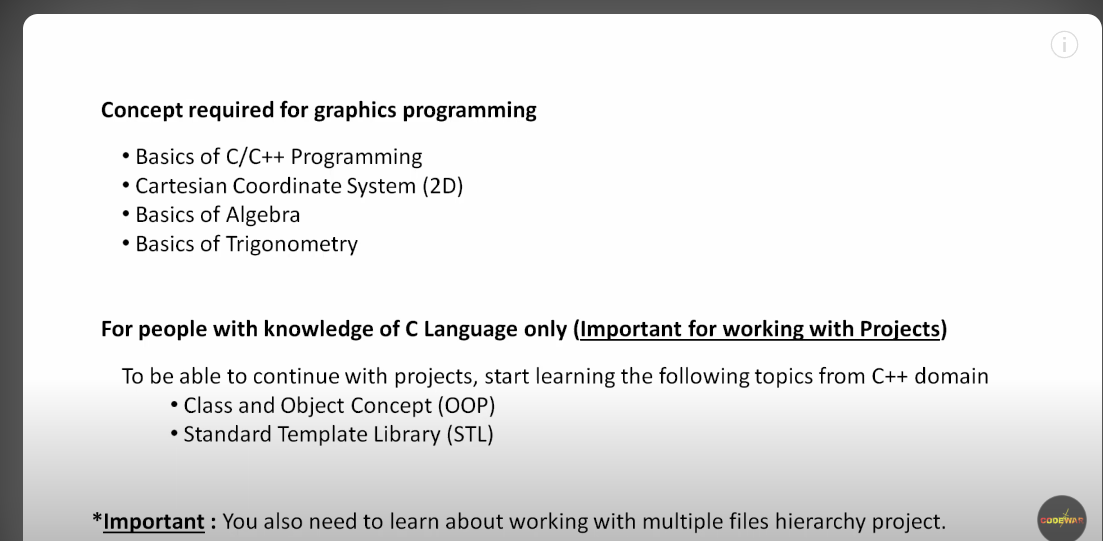 Concept required for graphics programming
• Basics of C/C++ Programming
• Cartesian Coordinate System (2D)
• Basics of Algebra
• Basics of Trigonometry
For people with knowledge of C Language only (Important for working with Projects)
To be able to continue with projects, start learning the following topics from C++ domain
• Class and Object Concept (OOP)
• Standard Template Library (STL)
*Important : You also need to learn about working with multiple files hierarchy project.
CODEWAR